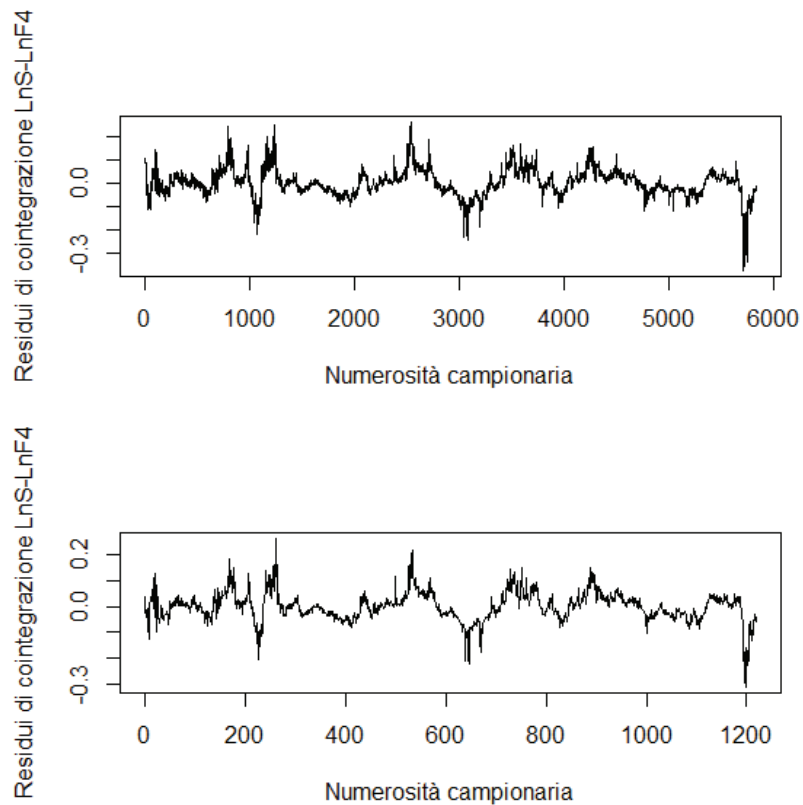 Residui di cointegrazione LnS-LnF4
0.0
-0.3
0 1000 2000 3000 4000 5000 6000
Numerosità campionaria
Residui di cointegrazione LnS-LnF4
0.2
0.0
-0.3
0 200 400 600 800 1000 1200
Numerosità campionaria